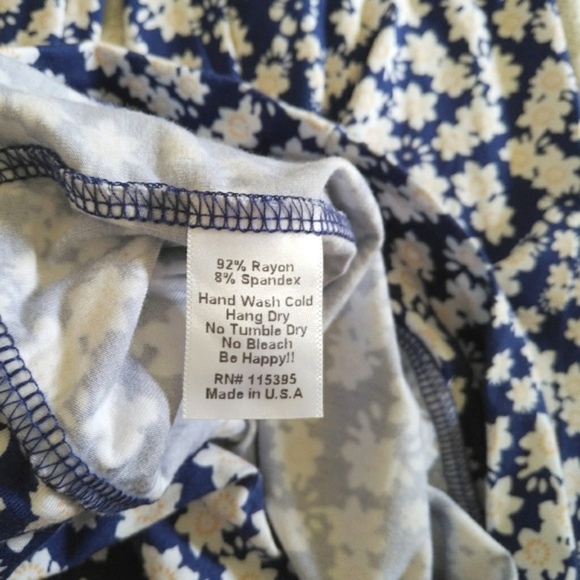 92% Rayon
8% Spandex
Hand Wash Cold
Hang Dry
No Tumble Dry
No Bleach
Be Happy!!
RN# 115395
Made in U.S.A